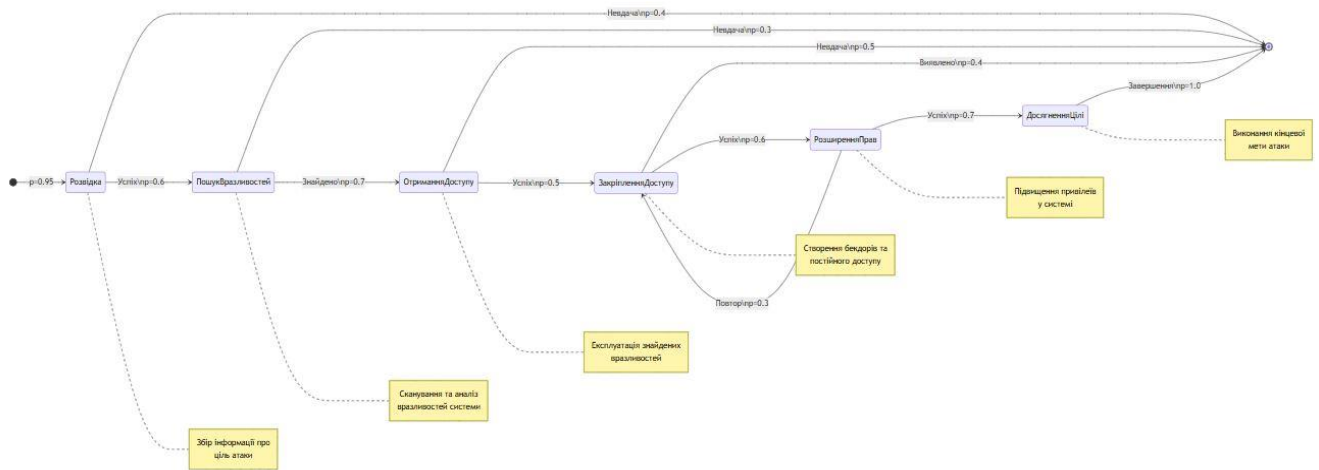 Невдача\np=0.4
Невдача\np=0.3
Невдача\np=0.5
Виявлено\np=0.4
Завершення\np=1.0
Успіх\np=0.7
ДосягненняЦілі
Успіх\np=0.6
РозширенняПрав
Виконання кінцевої
мети атаки
p=0.95
Розвідка
Успіх\np=0.6
ПошукВразливостей
Знайдено\np=0.7
ОтриманняДоступу
Успіх\np=0.5
ЗакріпленняДоступу
Підвищення привілеїв
у системі
Створення бекдорів та
постійного доступу
Повтор\np=0.3
Експлуатація знайдених
вразливостей
Сканування та аналіз
вразливостей системи
Збір інформації про
ціль атаки